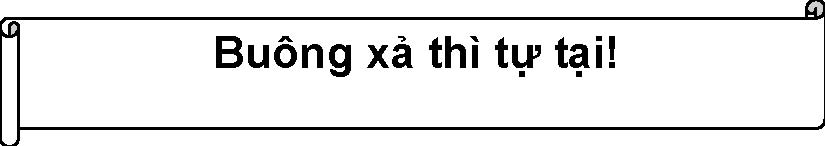 Buông xả thì tự tại!